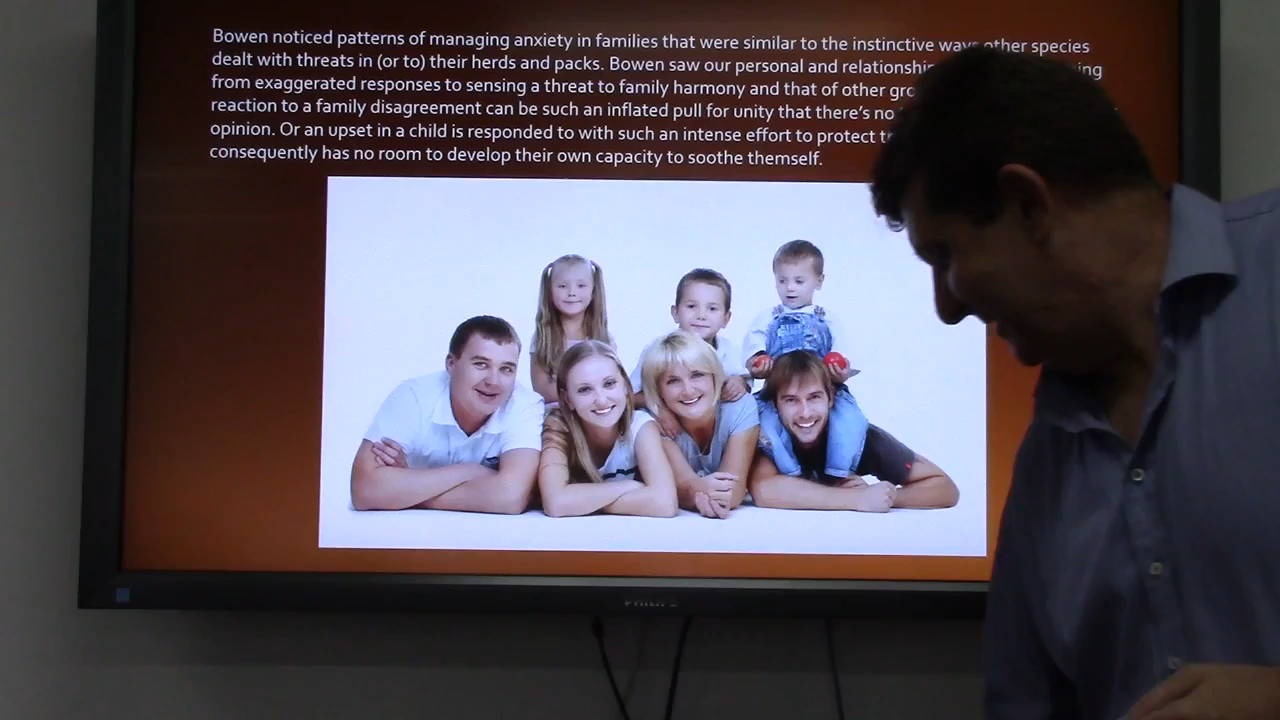 Bowen noticed patterns of managing anxiety in families that were similar to the instinctive ways other species
dealt with threats in (or to) their herds and packs. Bowen saw our personal and
from exaggerated responses to sensing a threat to family harmony and that of other
reaction to a family disagreement can be such an inflated pull for unity that there's no
opinion. Or an upset in a child is responded to with such an intense effort to protect
consequently has no room to develop their own capacity to soothe themself.
PHILIPS